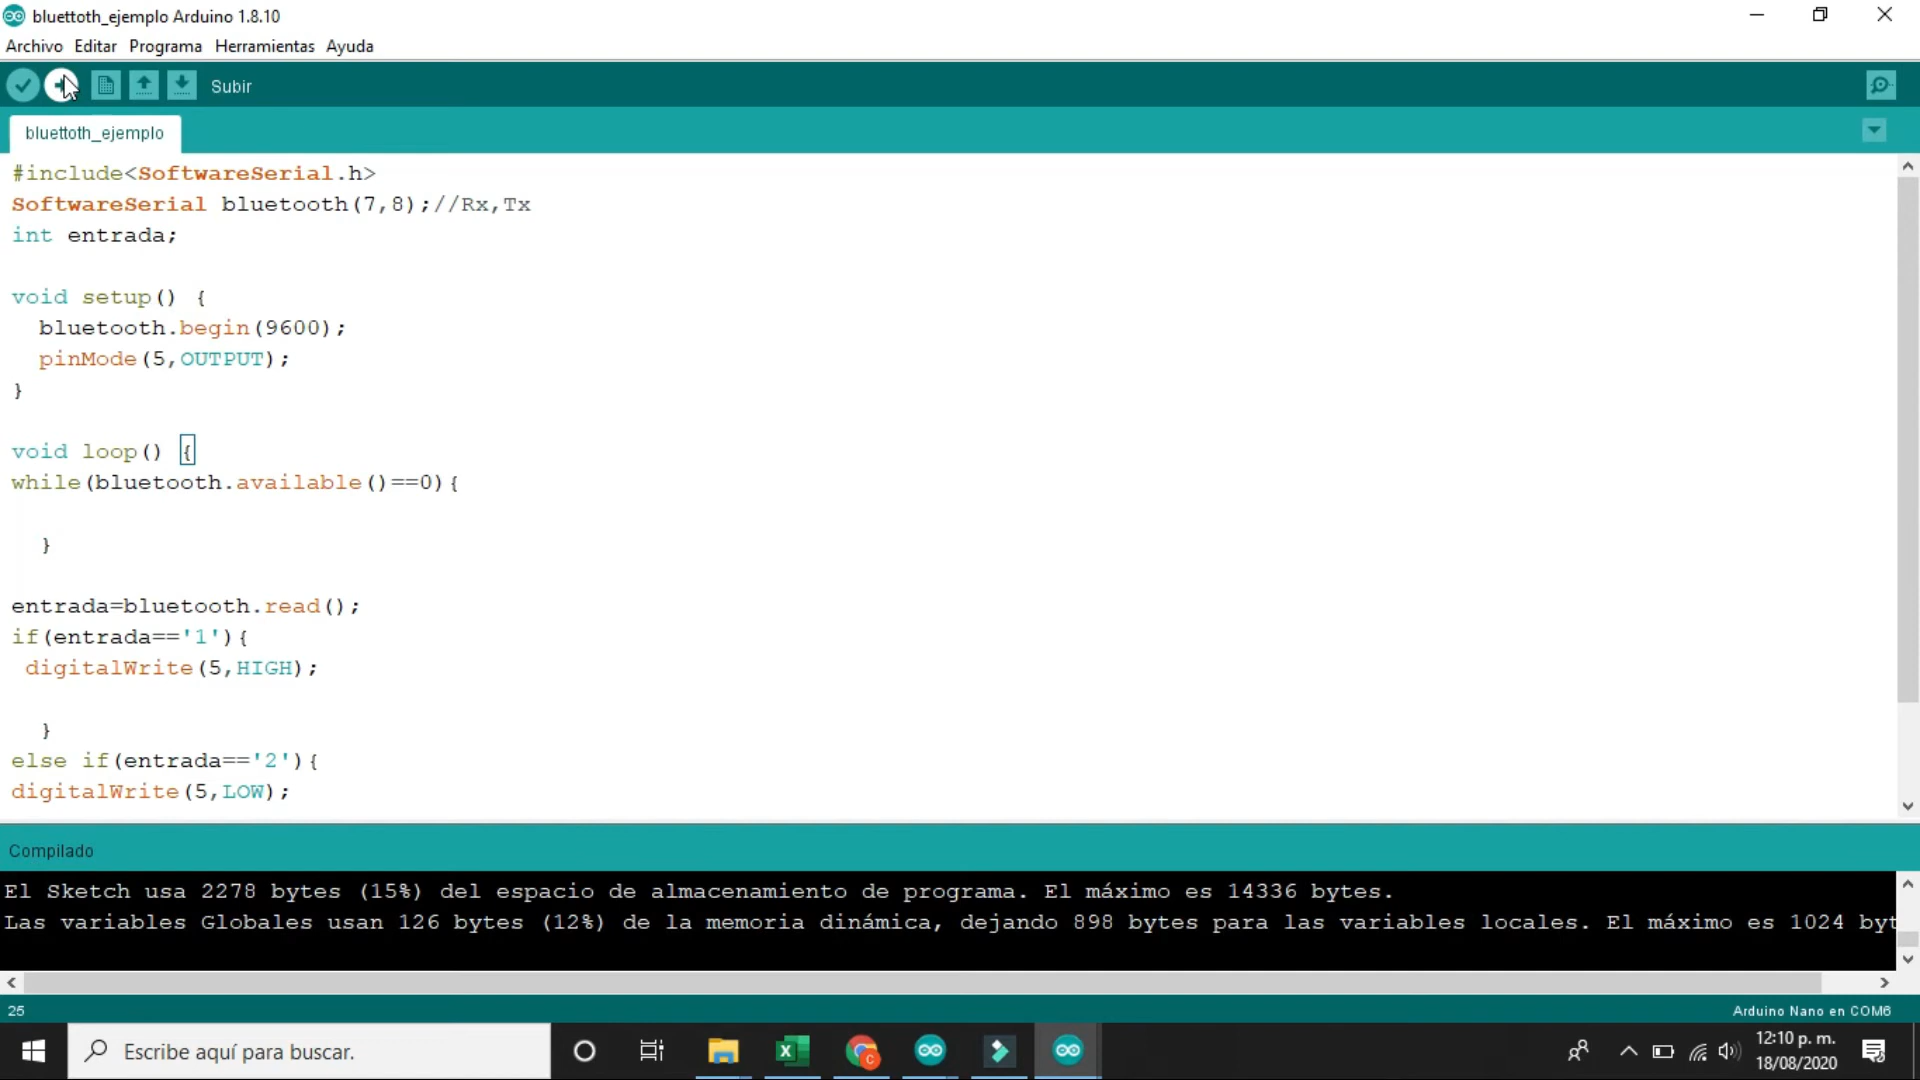 bluettoth_ejemplo Arduino 1.8.10
Archivo Editar Programa Herramientas Ayuda
Subir
bluettoth_ejemplo
#include<SoftwareSerial.h>
SoftwareSerial bluetooth(7,8);//Rx,Tx
int entrada;
void setup() {
bluetooth.begin(9600);
pinMode(5,OUTPUT);
}
void loop() {
while(bluetooth.available()==0){
}
entrada=bluetooth.read();
if(entrada=='1'){
digitalWrite(5,HIGH);
}
else if(entrada=='2'){
digitalWrite(5,LOW);
Compilado
El Sketch usa 2278 bytes (15%) del espacio de almacenamiento de programa. El máximo es 14336 bytes.
Las variables Globales usan 126 bytes (12%) de la memoria dinámica, dejando 898 bytes para las variables locales. El máximo es 1024 byt
25
Arduino Nano en COM6
Escribe aquí para buscar.
12:10 p. m.
18/08/2020